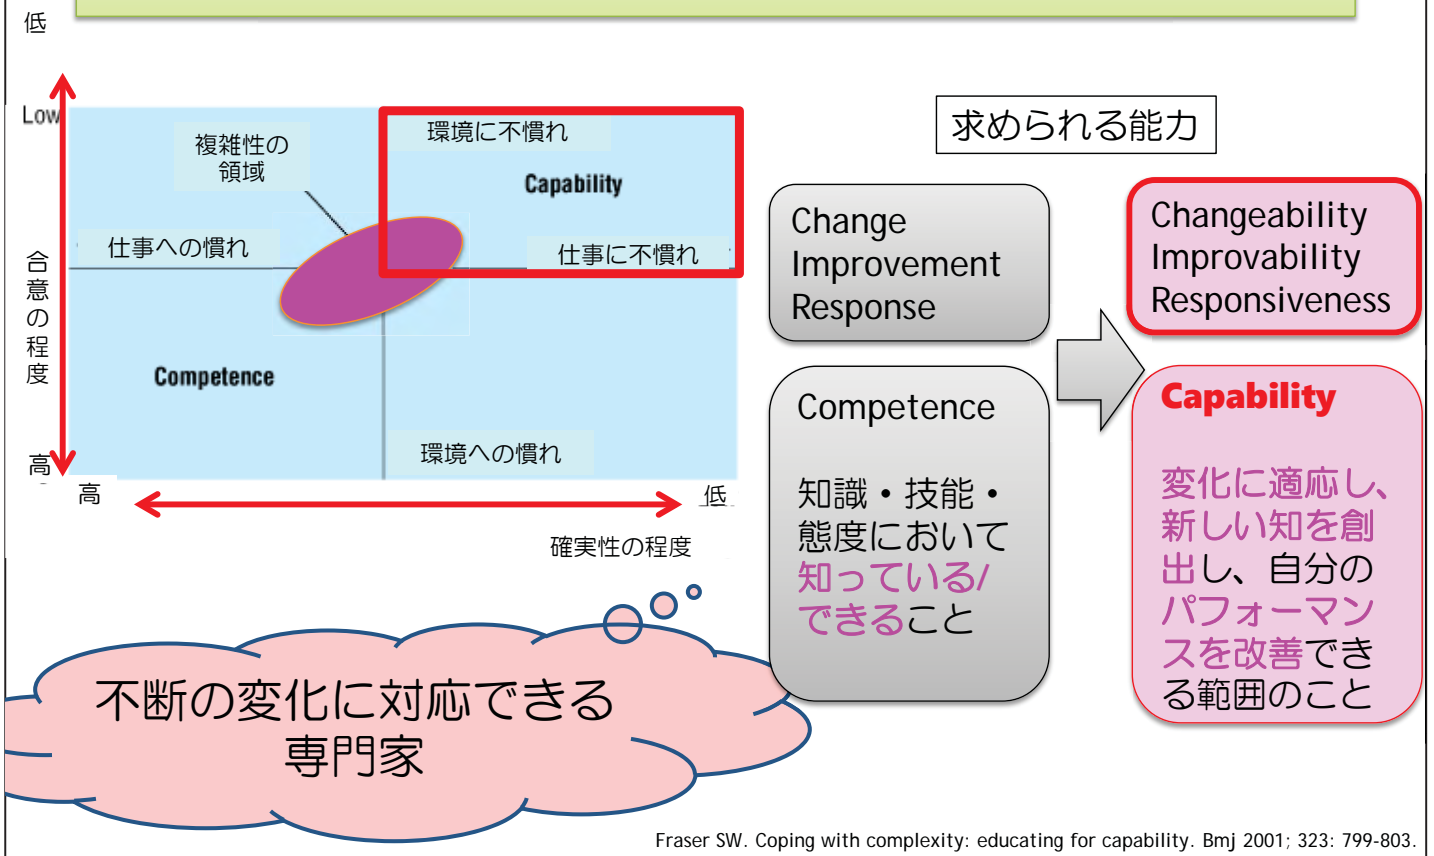 低
Low
合意の程度
高
高
低
確実性の程度
複雑性の
領域
環境に不慣れ
Capability
仕事への慣れ
仕事に不慣れ
Competence
環境への慣れ
求められる能力
Change
Improvement
Response
Changeability
Improvability
Responsiveness
Competence
知識・技能・
態度において
知っている/
できること
Capability
変化に適応し、
新しい知を創
出し、自分の
パフォーマン
スを改善でき
る範囲のこと
不断の変化に対応できる
専門家
Fraser SW. Coping with complexity: educating for capability. Bmj 2001; 323: 799-803.